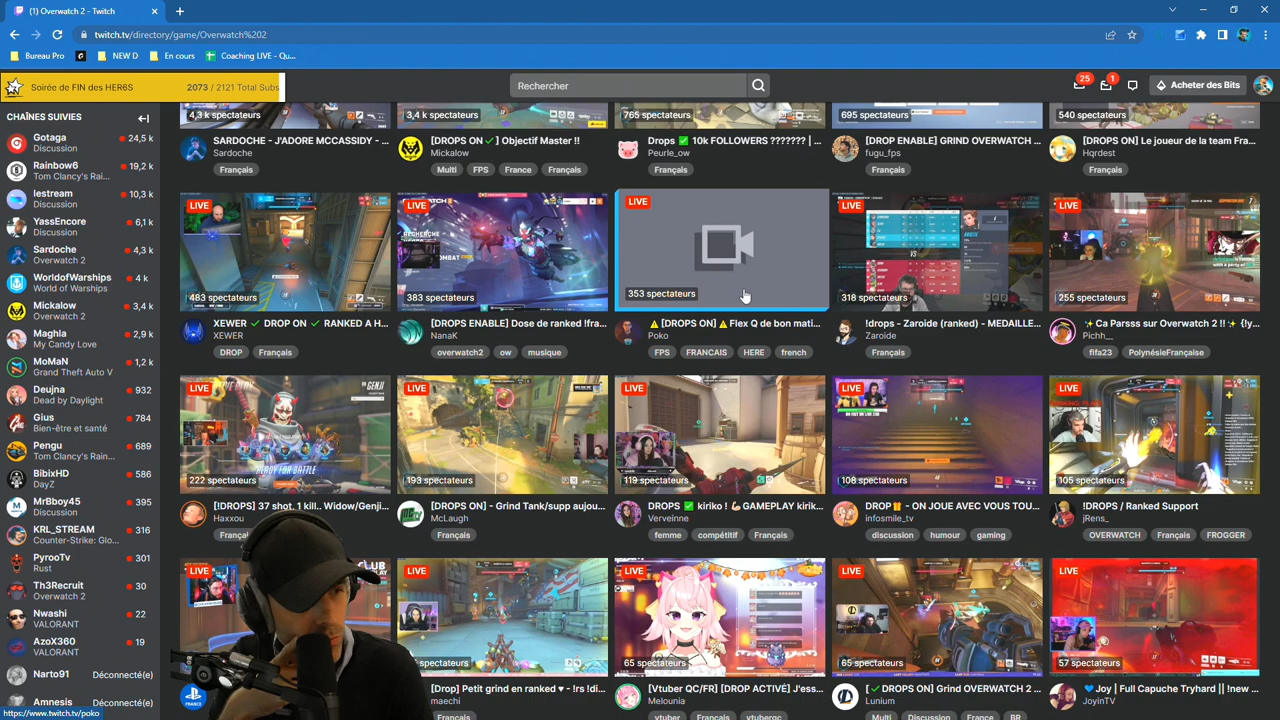 (1) Overwatch 2 - Twitch
twitch.tv/directory/game/Overwatch%202
Bureau Pro
NEW D
En cours
Coaching LIVE - Qu...
Soirée de FIN des HER6S
2073 / 2121 Total Subs
Rechercher
25
1
Acheter des Bits
CHAÎNES SUIVIES
Gotaga
24,5 k
Discussion
Rainbow6
19,2 k
Tom Clancy's Rai...
lestream
10,3 k
Discussion
YassEncore
6,1 k
Discussion
Sardoche
4,3 k
Overwatch 2
WorldofWarships
4 k
World of Warships
Mickalow
3,4 k
Overwatch 2
Maghla
2,9 k
My Candy Love
MoMaN
1,2 k
Grand Theft Auto V
Deujna
932
Dead by Daylight
Gius
784
Bien-être et santé
Pengu
689
Tom Clancy's Rain...
BibixHD
586
DayZ
MrBboy45
395
Discussion
KRL_STREAM
316
Counter-Strike: Glo...
PyrooTv
301
Rust
Th3Recruit
30
Overwatch 2
Nwashi
22
VALORANT
AzoX360
19
VALORANT
Narto91
Déconnecté(e)
Amnesis
Déconnecté(e)
https://www.twitch.tv/poko
4,3 k spectateurs
3,4 k spectateurs
765 spectateurs
695 spectateurs
540 spectateurs
SARDOCHE - J'ADORE MCCASSIDY - ...
Sardoche
Français
[DROPS ON ✓] Objectif Master !!
Mickalow
Multi FPS France Français
Drops ✅ 10k FOLLOWERS ??????? | ...
Peurle_ow
Français
[DROP ENABLE] GRIND OVERWATCH ...
fugu_fps
Français
[DROPS ON] Le joueur de la team Fra...
Hqrdest
Français
LIVE
483 spectateurs
LIVE
383 spectateurs
LIVE
353 spectateurs
LIVE
318 spectateurs
LIVE
255 spectateurs
XEWER ✓ DROP ON ✓ RANKED A H...
XEWER
DROP Français
[DROPS ENABLE] Dose de ranked !fra...
NanaK
overwatch2 ow musique
⚠[DROPS ON] ⚠ Flex Q de bon mati...
Poko
FPS FRANCAIS HERE french
!drops - Zaroide (ranked) - MEDAILLE...
Zaroide
Français
✨Ca Parsss sur Overwatch 2 !! ✨ {!y...
Pichh__
fifa23 PolynésieFrançaise
LIVE
222 spectateurs
LIVE
193 spectateurs
LIVE
119 spectateurs
LIVE
LIVE
105 spectateurs
[!DROPS] 37 shot, 1 kill.. Widow/Genji...
Haxxou
[DROPS ON] - Grind Tank/supp aujou...
McLaugh
Français
DROPS ✅ kiriko ! 💪GAMEPLAY kirik...
Verveinne
femme compétitif Français
DROP🎁 - ON JOUE AVEC VOUS TOU...
infosmile_tv
discussion humour gaming
!DROPS / Ranked Support
jRens_
OVERWATCH Français FROGGER
LIVE
LIVE
spectateurs
LIVE
65 spectateurs
LIVE
65 spectateurs
LIVE
57 spectateurs
[Drop] Petit grind en ranked ♥ - !rs !di...
maechi
[Vtuber QC/FR] [DROP ACTIVÉ] J'ess...
Melounia
vtuber Français vtuberqc
[✓DROPS ON] Grind OVERWATCH 2 ...
Lunium
Multi Discussion France BR
💙Joy | Full Capuche Tryhard || !new ...
JoyinTV